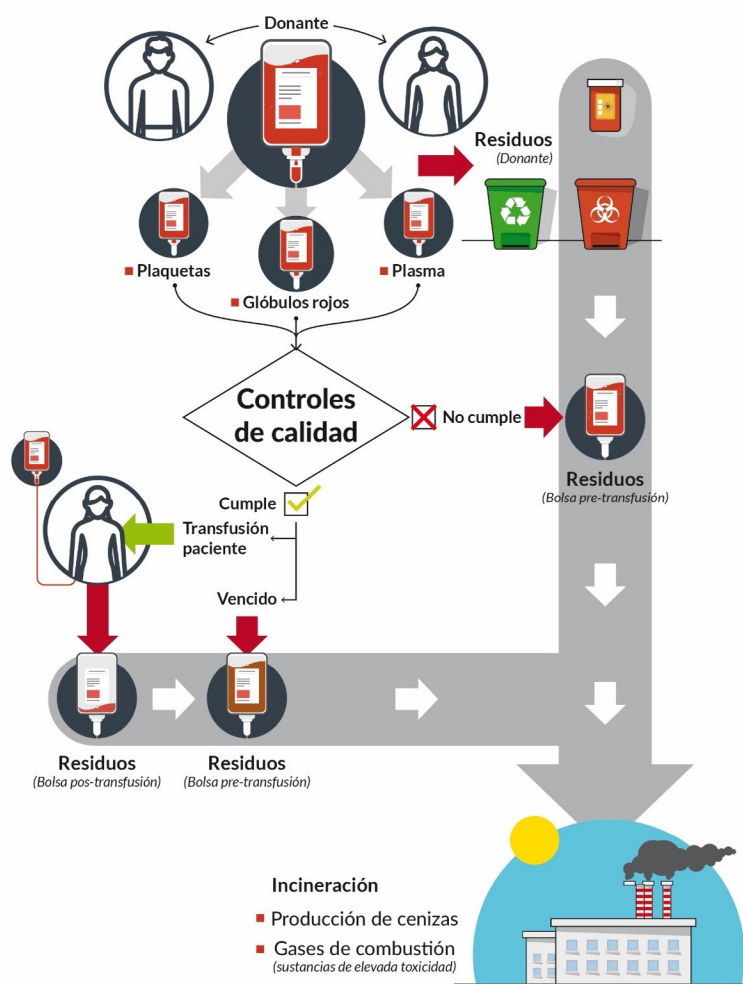 Donante
Residuos
(Donante)
Plaquetas
Glóbulos rojos
Plasma
Controles
de calidad
No cumple
Residuos
(Bolsa pre-transfusión)
Cumple
Transfusión
paciente
Vencido
Residuos
(Bolsa pos-transfusión)
Residuos
(Bolsa pre-transfusión)
Incineración
Producción de cenizas
Gases de combustión
(sustancias de elevada toxicidad)